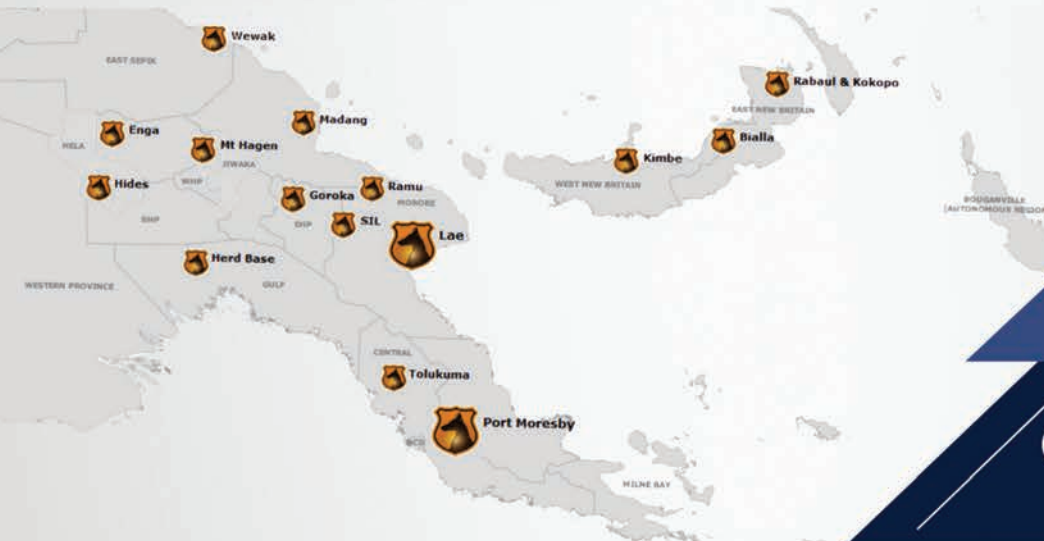 Wewak
EAST SEPIK
Rabaul & Kokopo
EAST NEW BRITAIN
Madang
Enga
Bialla
HELA
Mt Hagen
Kimbe
JIWAKA
WHP
WEST NEW BRITAIN
Hides
Goroka
Ramu
MOROBE
BOUGANVILLE
(AUTONOMOUS REGION
SHP
EHP
SIL
Lae
Herd Base
GULF
WESTERN PROVINCE
CENTRAL
Tolukuma
Port Moresby
NCD
MILNE BAY